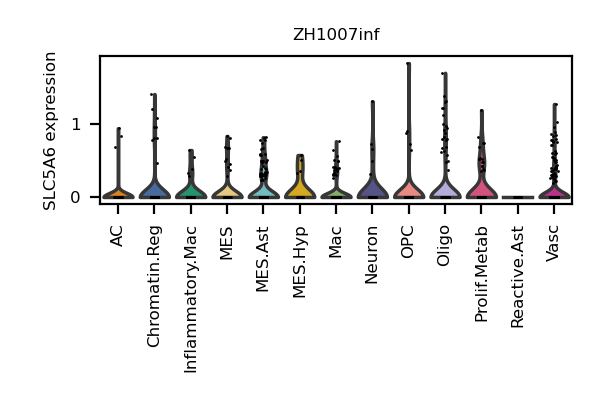 ZH1007inf
SLC5A6 expression
1
0
AC
Chromatin.Reg
Inflammatory.Mac
MES
MES.Ast
MES.Hyp
Mac
Neuron
OPC
Oligo
Prolif.Metab
Reactive.Ast
Vasc